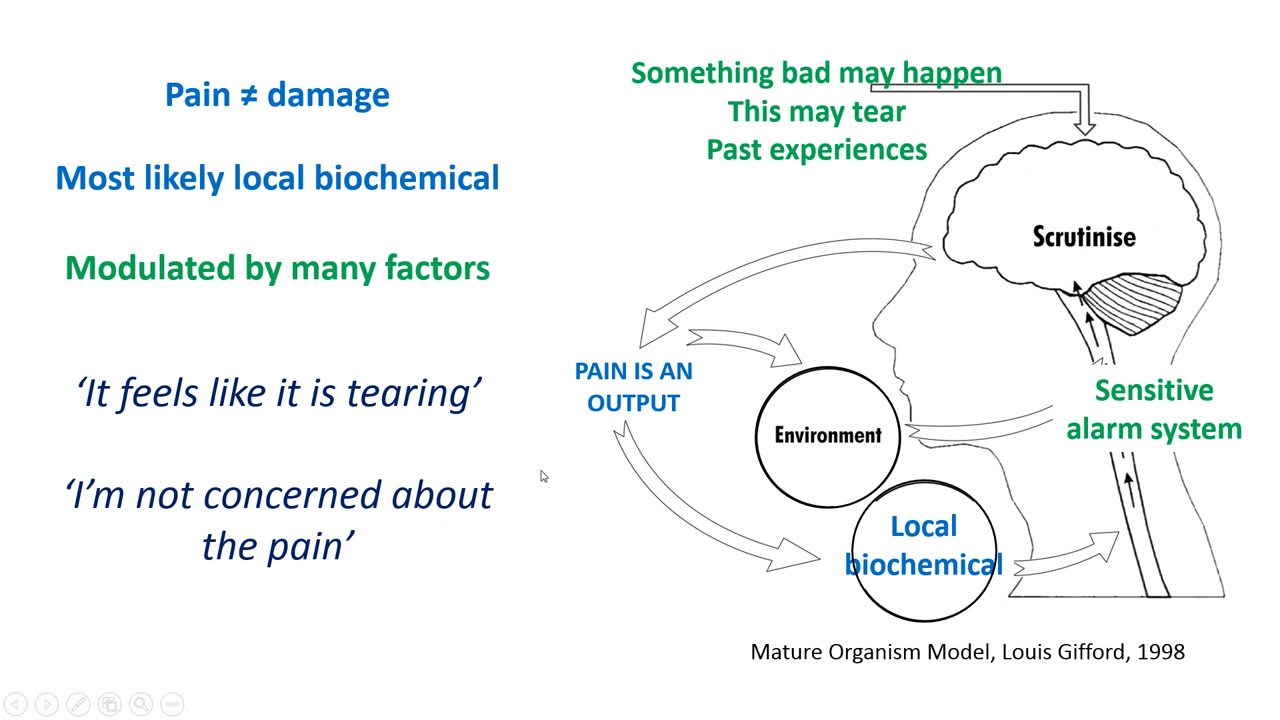 Pain ≠ damage
Most likely local biochemical
Modulated by many factors
‘It feels like it is tearing’
‘I’m not concerned about
the pain’
Something bad may happen
This may tear
Past experiences
Scrutinise
PAIN IS AN
OUTPUT
Environment
Sensitive
alarm system
Local
biochemical
Mature Organism Model, Louis Gifford, 1998